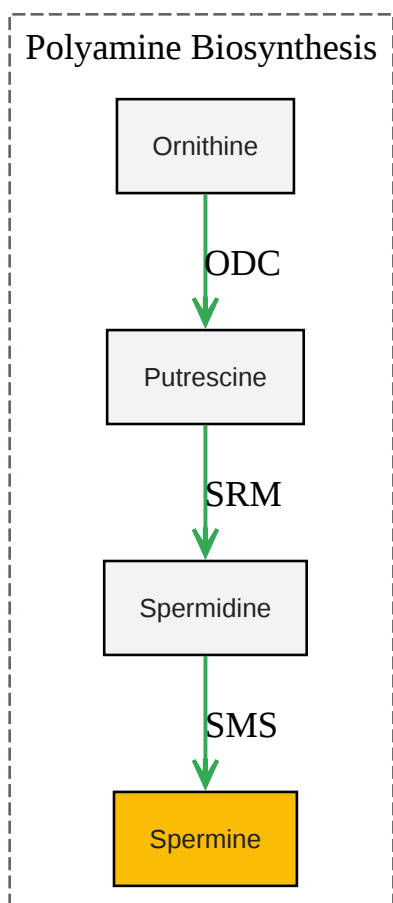 Polyamine Biosynthesis
Ornithine
ODC
Putrescine
SRM
Spermidine
SMS
Spermine